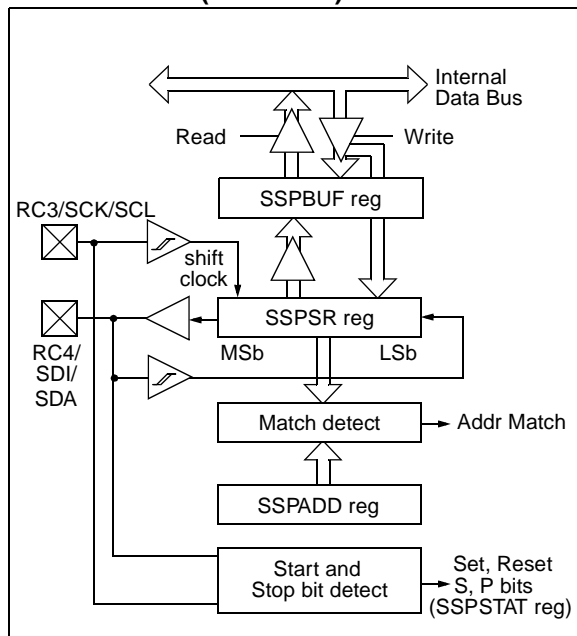 Internal
Data Bus
Read
Write
SSPBUF reg
RC3/SCK/SCL
shift
clock
SSPSR reg
MSb
LSb
RC4/
SDI/
SDA
Match detect
Addr Match
SSPADD reg
Start and
Stop bit detect
Set, Reset
S, P bits
(SSPSTAT reg)